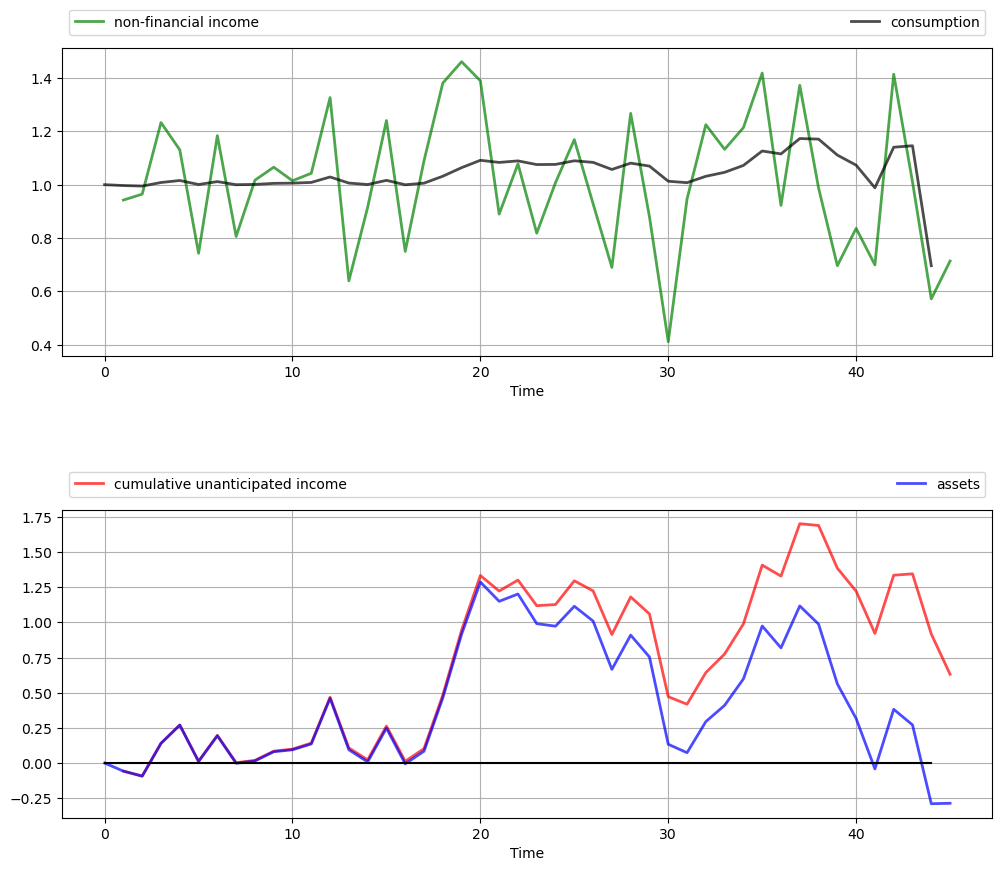 non-financial income consumption
1.4
1.2
1.0
0.8
0.6
0.4
0 10 20 30 40
Time
cumulative unanticipated income assets
1.75
1.50
1.25
1.00
0.75
0.50
0.25
0.00
−0.25
0 10 20 30 40
Time